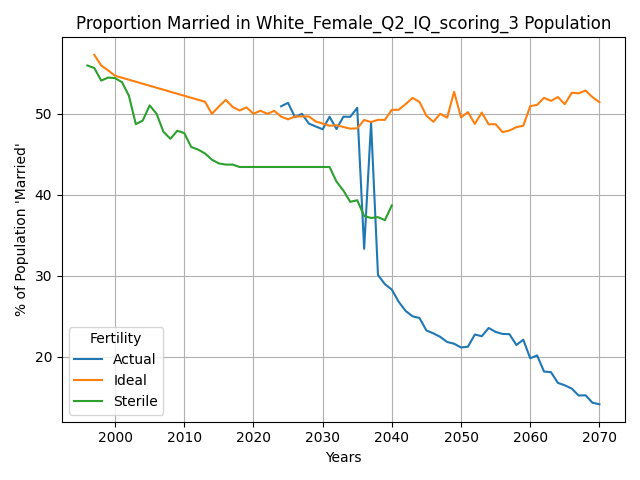 Proportion Married in White_Female_Q2_IQ_scoring_3 Population
% of Population 'Married'
50
40
30
20
Fertility
Actual
Ideal
Sterile
2000 2010 2020 2030 2040 2050 2060 2070
Years